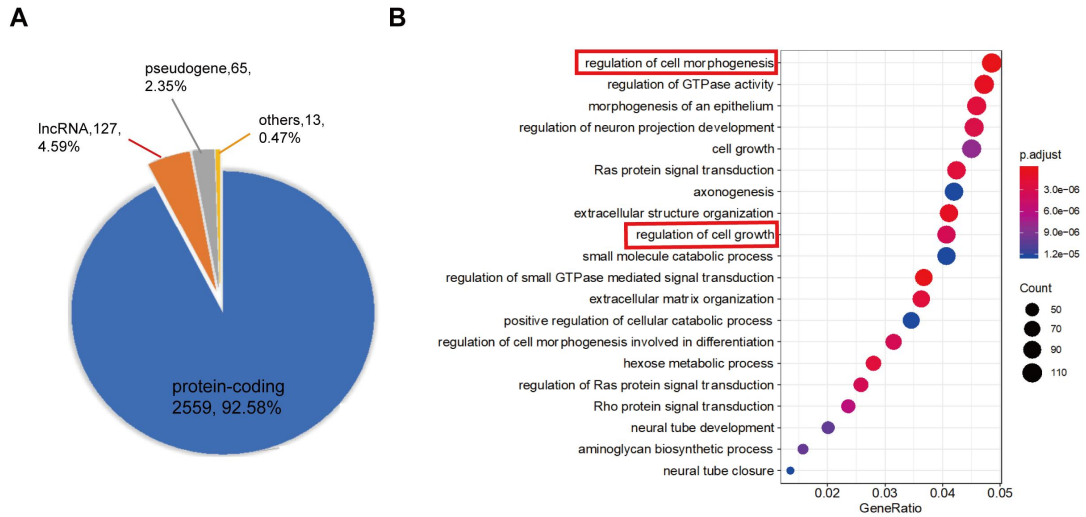 A
pseudogene,65,
2.35%
lncRNA,127,
4.59%
others,13,
0.47%
protein-coding
2559, 92.58%
B
regulation of cell morphogenesis
regulation of GTPase activity
morphogenesis of an epithelium
regulation of neuron projection development
cell growth
Ras protein signal transduction
axonogenesis
extracellular structure organization
regulation of cell growth
small molecule catabolic process
regulation of small GTPase mediated signal transduction
extracellular matrix organization
positive regulation of cellular catabolic process
regulation of cell morphogenesis involved in differentiation
hexose metabolic process
regulation of Ras protein signal transduction
Rho protein signal transduction
neural tube development
aminoglycan biosynthetic process
neural tube closure
0.02 0.03 0.04 0.05
GeneRatio
p.adjust
3.0e-06
6.0e-06
9.0e-06
1.2e-05
Count
50
70
90
110